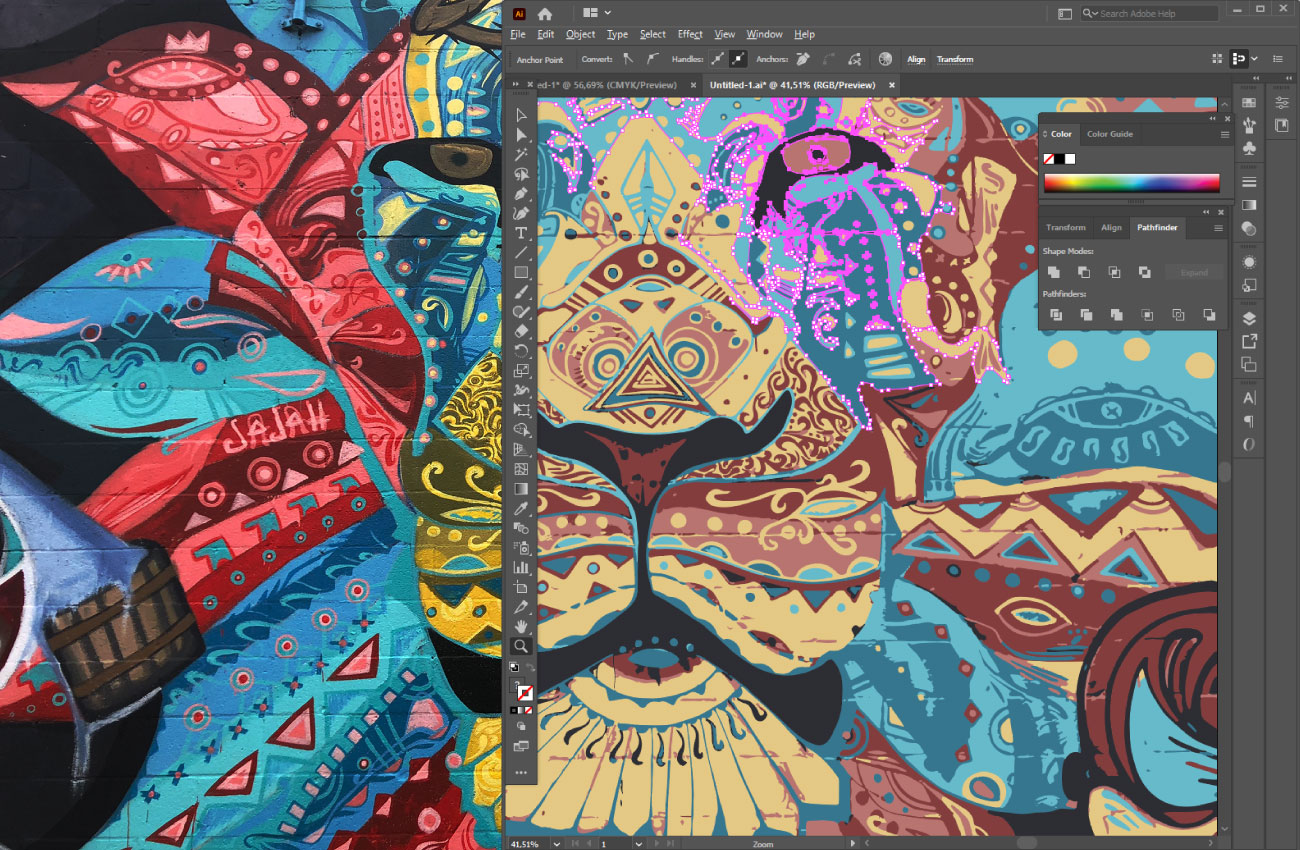 SAJAH
Ai
Search Adobe Help
File Edit Object Type Select Effect View Window Help
Anchor Point Convert: Handles: Anchors: Align Transform
ed-1* @ 56,69% (CMYK/Preview) × Untitled-1.ai* @ 41,51% (RGB/Preview) ×
Color Color Guide
Transform Align Pathfinder
Shape Modes:
Expand
Pathfinders:
41,51% 1 Zoom